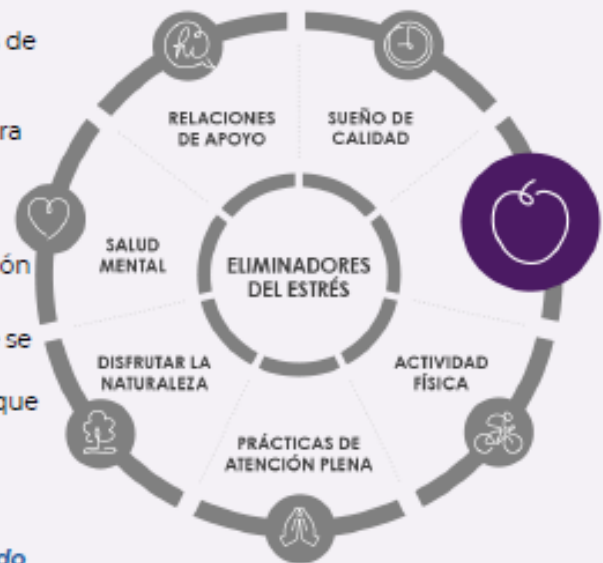 de
ra
ón
se
que
do
hi
RELACIONES
DE APOYO
SUEÑO DE
CALIDAD
SALUD
MENTAL
ELIMINADORES
DEL ESTRÉS
DISFRUTAR LA
NATURALEZA
ACTIVIDAD
FÍSICA
PRÁCTICAS DE
ATENCIÓN PLENA